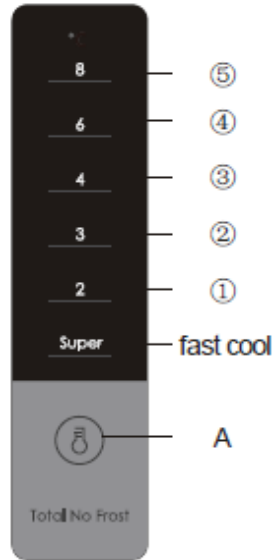 °C
8 ⑤
6 ④
4 ③
3 ②
2 ①
Super fast cool
A
Total No Frost